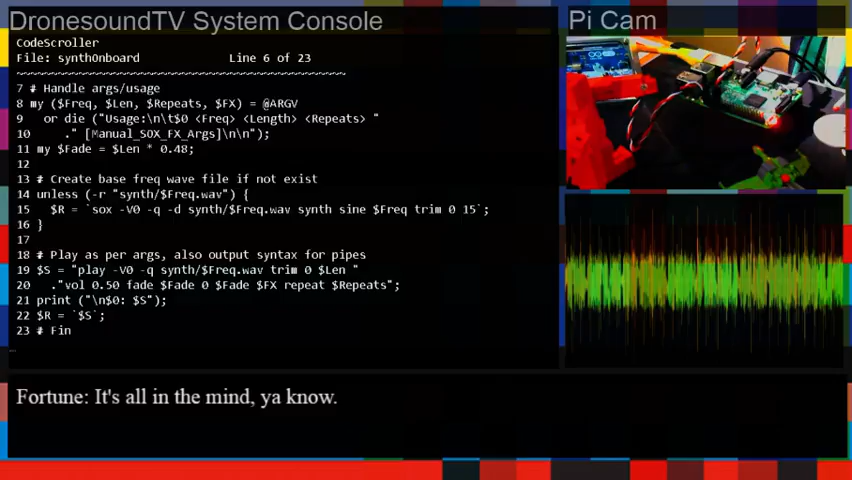 DronesoundTV System Console
Pi Cam
CodeScroller
File: synthOnboard Line 6 of 23
~~~~~~~~~~~~~~~~~~~~~~~~~~~~~~~~~~~~~~~~~~~~~~~~~~~~
7 # Handle args/usage
8 my ($Freq, $Len, $Repeats, $FX) = @ARGV
9 or die ("Usage:\n\t$0 <Freq> <Length> <Repeats> "
10 ." [Manual_SOX_FX_Args]\n\n");
11 my $Fade = $Len * 0.48;
12
13 # Create base freq wave file if not exist
14 unless (-r "synth/$Freq.wav") {
15 $R = `sox -V0 -q -d synth/$Freq.wav synth sine $Freq trim 0 15`;
16 }
17
18 # Play as per args, also output syntax for pipes
19 $S = "play -V0 -q synth/$Freq.wav trim 0 $Len "
20 ."vol 0.50 fade $Fade 0 $Fade $FX repeat $Repeats";
21 print ("\n$0: $S");
22 $R = `$S`;
23 # Fin
Fortune: It's all in the mind, ya know.